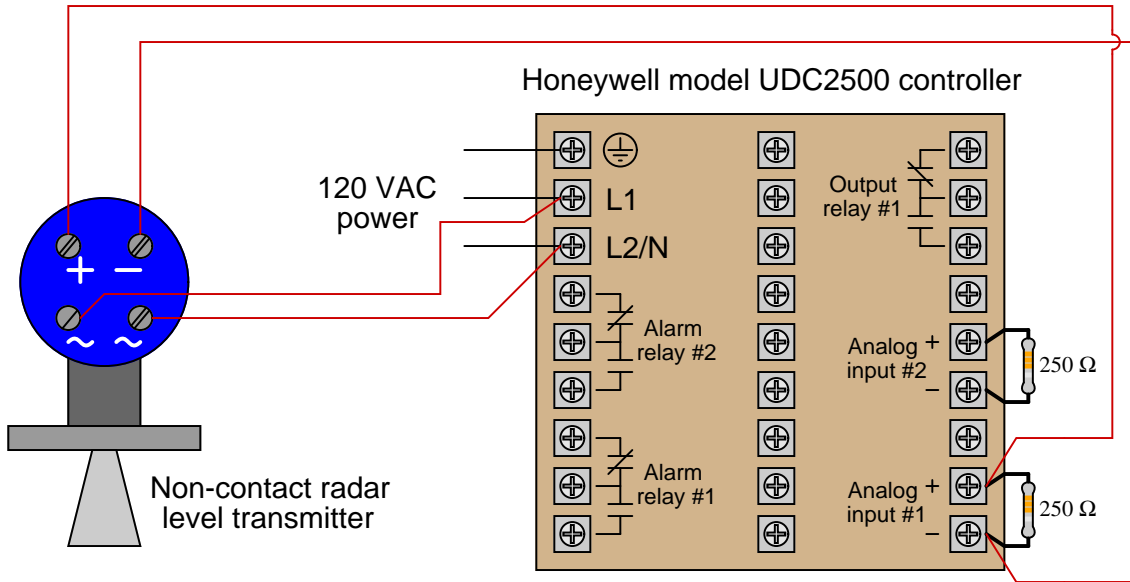 Honeywell model UDC2500 controller
120 VAC
power
L1
L2/N
Output
relay #1
+ −
∼ ∼
Alarm
relay #2
Analog
input #2
+
−
250 Ω
Alarm
relay #1
Analog
input #1
+
−
250 Ω
Non-contact radar
level transmitter